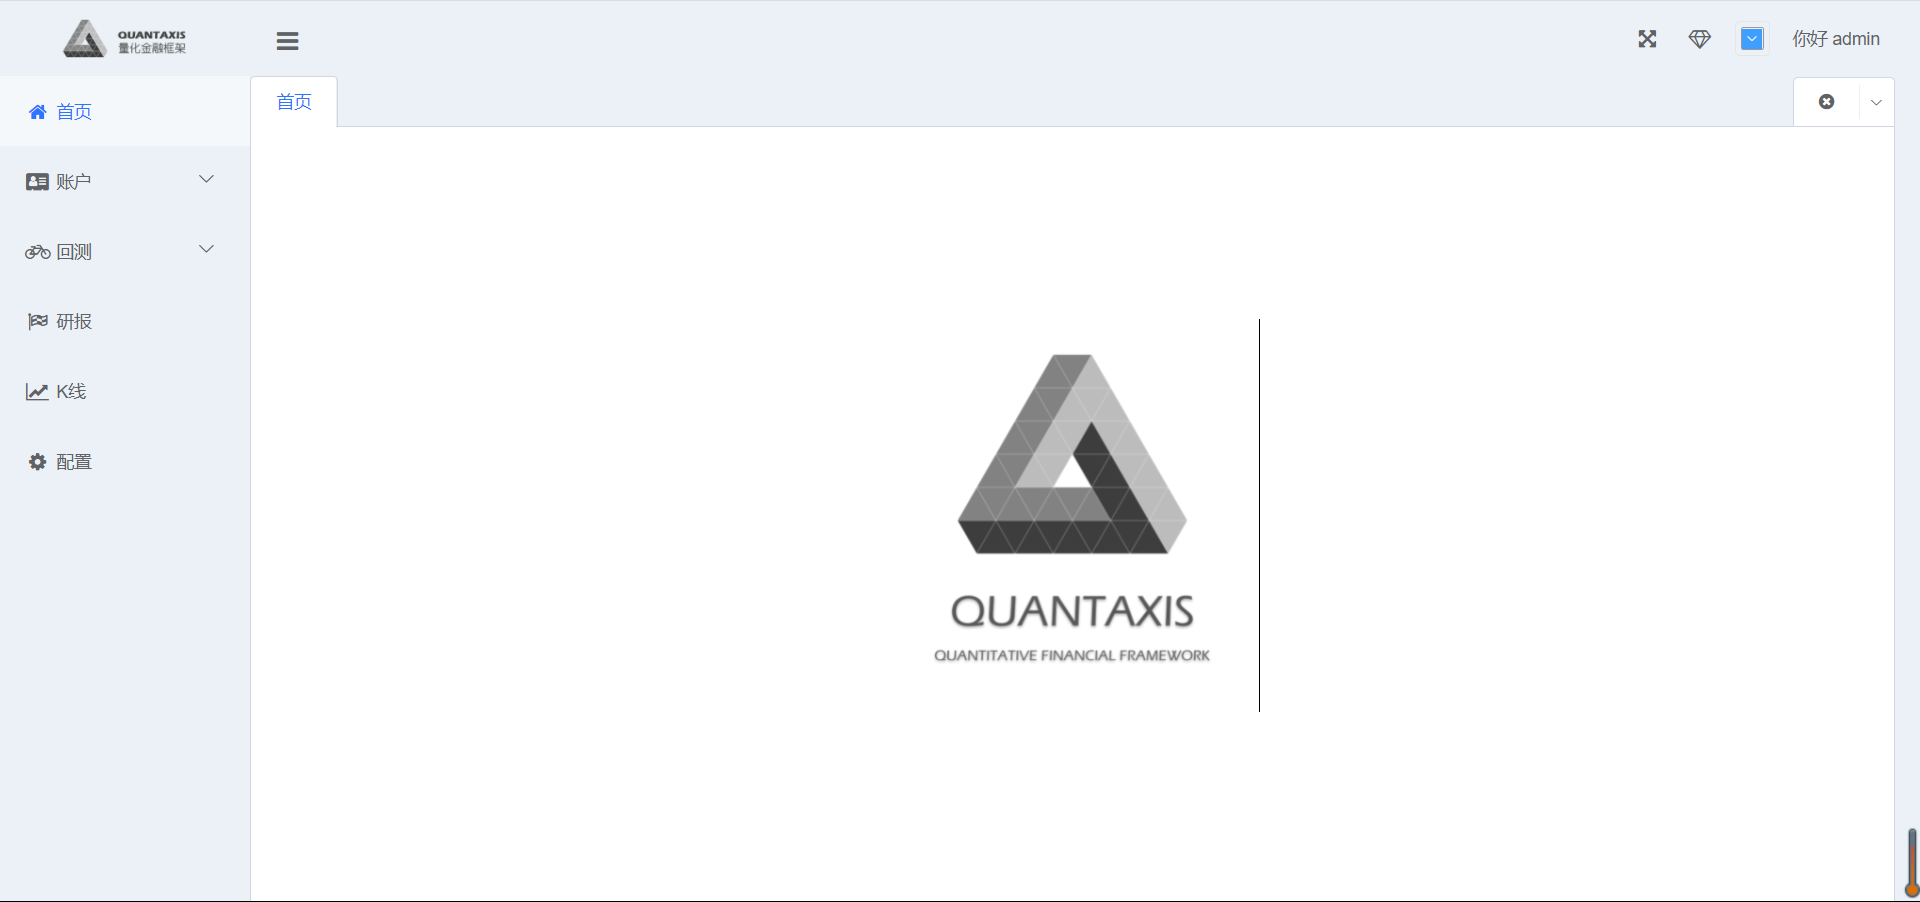 QUANTAXIS
量化金融框架
你好 admin
首页
账户
回测
研报
K线
配置
首页
QUANTAXIS
QUANTITATIVE FINANCIAL FRAMEWORK